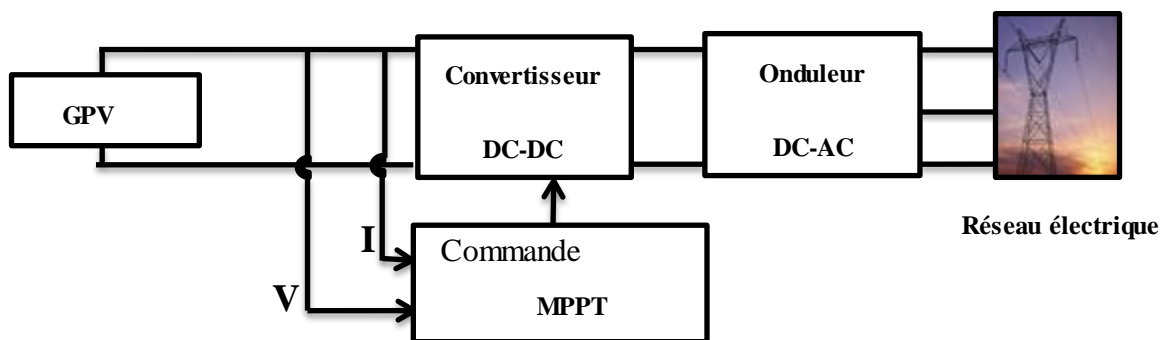 GPV
Convertisseur
DC-DC
Onduleur
DC-AC
Réseau électrique
I
V
Commande
MPPT